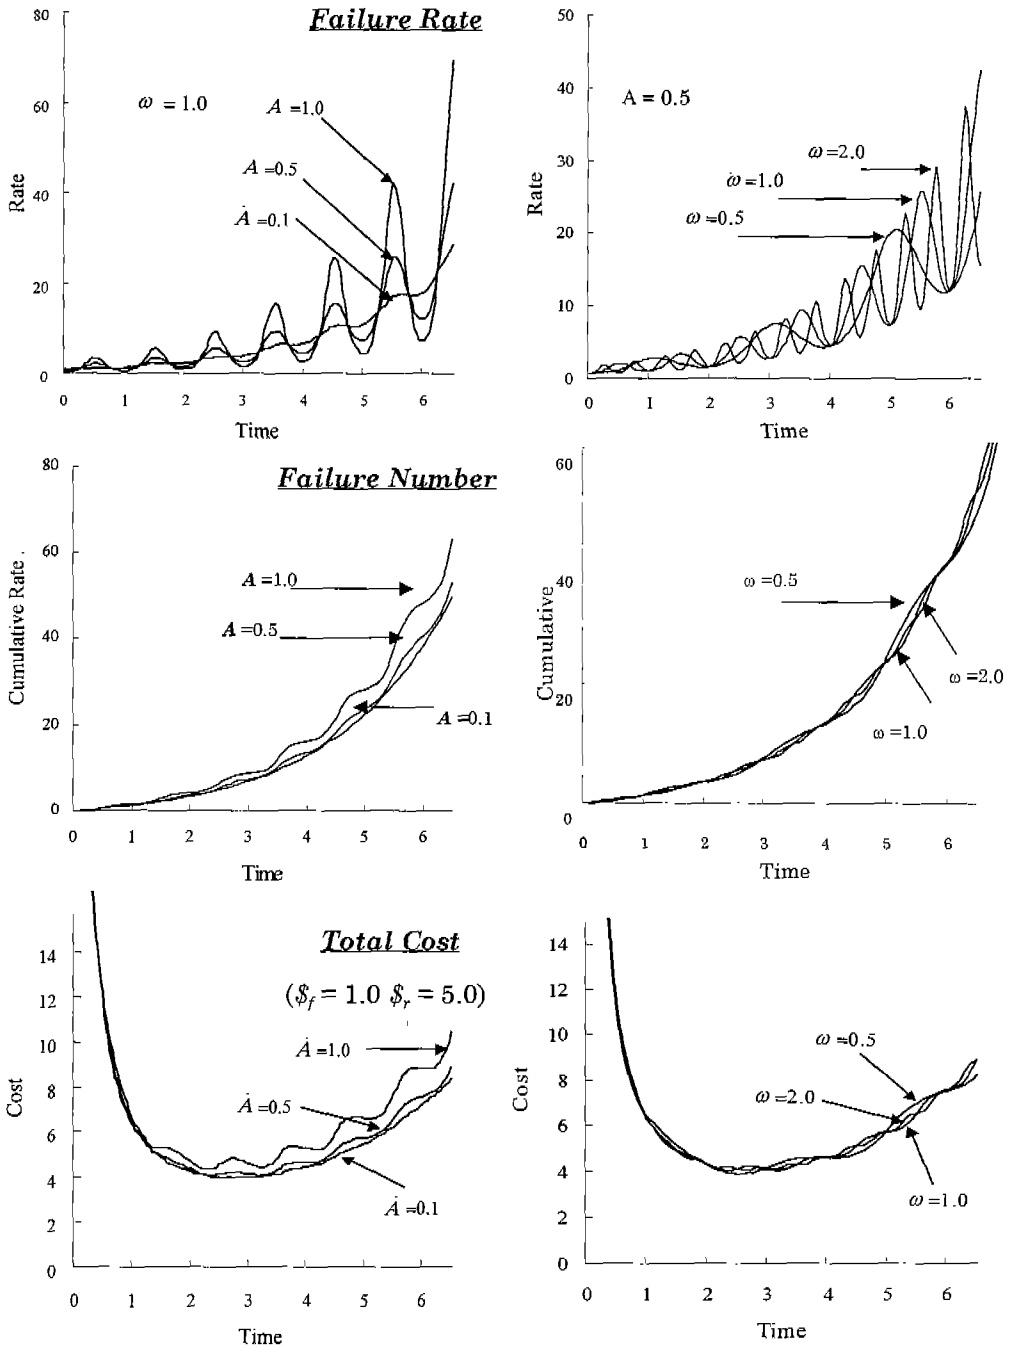 Failure Rate
80
60
40
20
0
Rate
ω = 1.0
A =1.0
A =0.5
A =0.1
0 1 2 3 4 5 6
Time
50
40
30
20
10
0
Rate
A = 0.5
ω=2.0
ω=1.0
ω=0.5
0 1 2 3 4 5 6
Time
Failure Number
80
60
40
20
0
Cumulative Rate .
A =1.0
A =0.5
A =0.1
0 1 2 3 4 5 6
Time
60
40
20
0
Cumulative
ω =0.5
ω=2.0
ω =1.0
0 1 2 3 4 5 6
Time
Total Cost
($f = 1.0 $r = 5.0)
14
12
10
8
6
4
2
0
Cost
A =1.0
A =0.5
A =0.1
0 1 2 3 4 5 6
Time
14
12
10
8
6
4
2
0
Cost
ω=0.5
ω=2.0
ω=1.0
0 1 2 3 4 5 6
Time